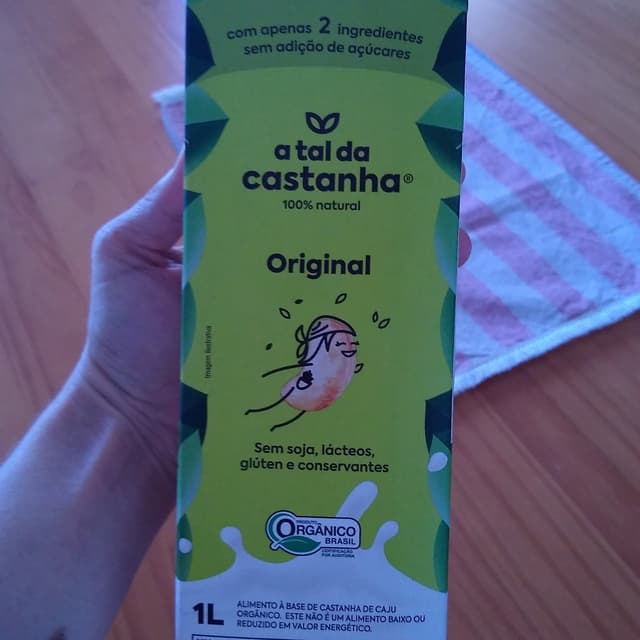 com apenas 2 ingredientes
sem adição de açúcares
a tal da
castanha®
100% natural
Original
Imagem ilustrativa
Sem soja, lácteos,
glúten e conservantes
PRODUTO
ORGÂNICO
BRASIL
CERTIFICAÇÃO
POR AUDITORIA
1L
ALIMENTO À BASE DE CASTANHA DE CAJU
ORGÂNICO. ESTE NÃO É UM ALIMENTO BAIXO OU
REDUZIDO EM VALOR ENERGÉTICO.